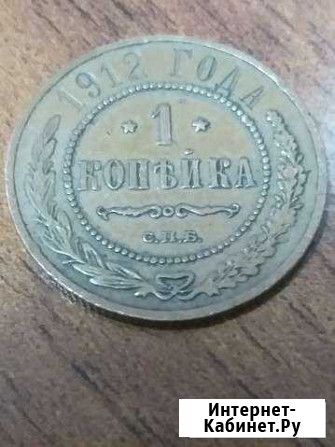 1912 ГОДА
* 1 *
КОПѢЙКА
С.П.Б.
Интернет-
Кабинет.Ру